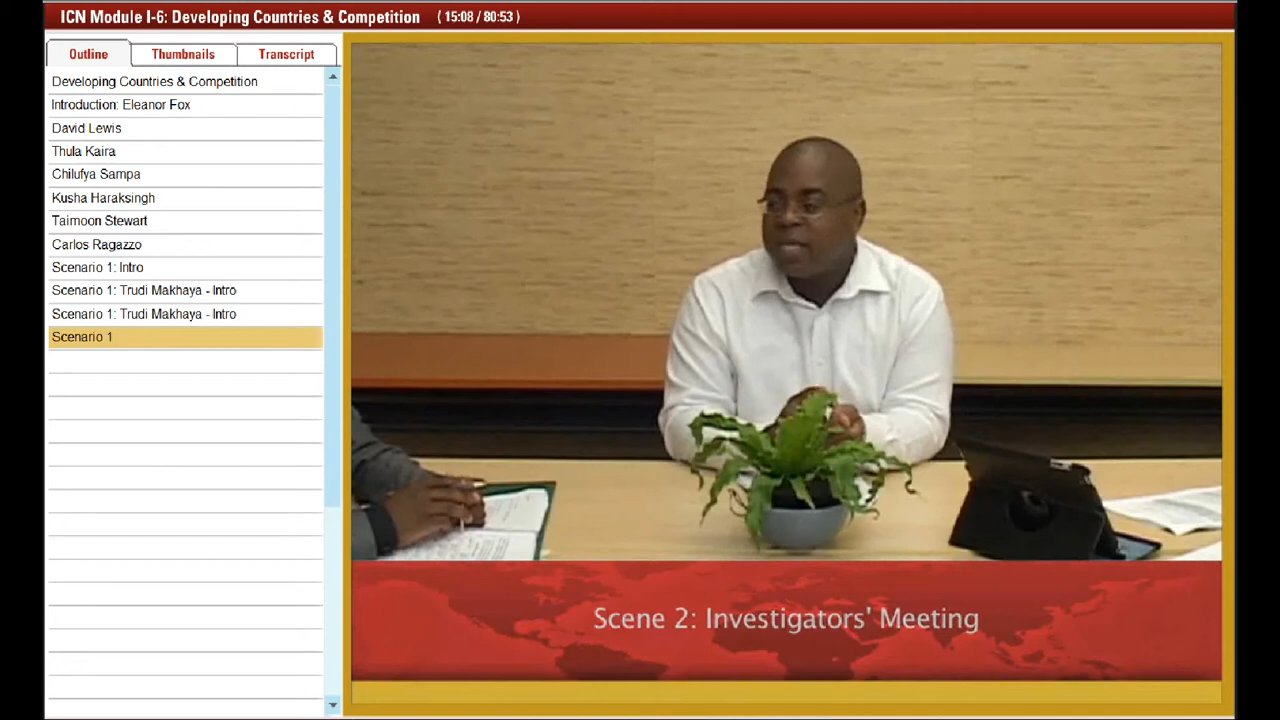 ICN Module I-6: Developing Countries & Competition ( 15:08 / 80:53 )
Outline Thumbnails Transcript
Developing Countries & Competition
Introduction: Eleanor Fox
David Lewis
Thula Kaira
Chilufya Sampa
Kusha Haraksingh
Taimoon Stewart
Carlos Ragazzo
Scenario 1: Intro
Scenario 1: Trudi Makhaya - Intro
Scenario 1: Trudi Makhaya - Intro
Scenario 1
Scene 2: Investigators' Meeting